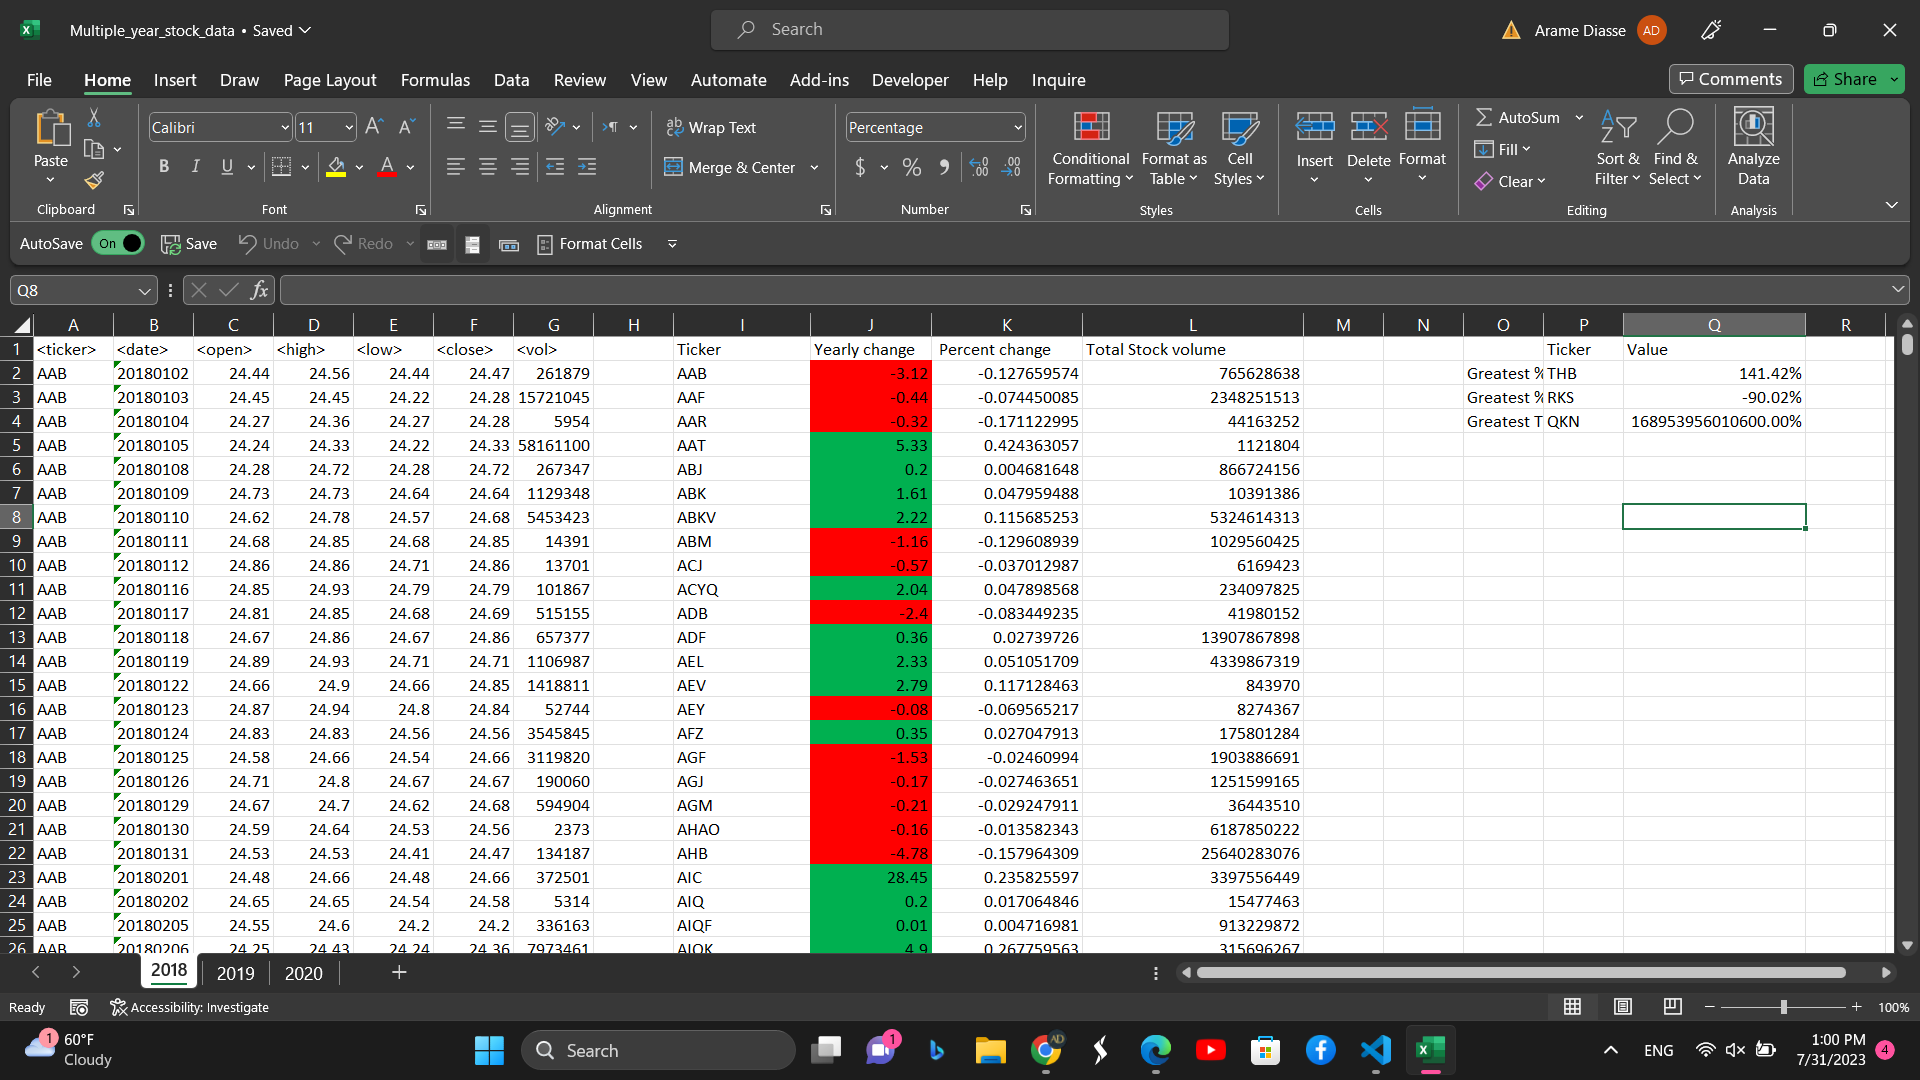 Multiple_year_stock_data • Saved
Search
Arame Diasse AD
File Home Insert Draw Page Layout Formulas Data Review View Automate Add-ins Developer Help Inquire
Comments Share
Paste
Clipboard
Calibri 11
B I U
Font
Wrap Text
Merge & Center
Alignment
Percentage
$ % ,
Number
Conditional Formatting
Format as Table
Cell Styles
Styles
Insert Delete Format
Cells
AutoSum
Fill
Clear
Sort & Filter
Find & Select
Editing
Analyze Data
Analysis
AutoSave On Save Undo Redo Format Cells
Q8 fx
A B C D E F G H I J K L M N O P Q R
1 <ticker> <date> <open> <high> <low> <close> <vol> Ticker Yearly change Percent change Total Stock volume Ticker Value
2 AAB 20180102 24.44 24.56 24.44 24.47 261879 AAB -3.12 -0.127659574 765628638 Greatest % THB 141.42%
3 AAB 20180103 24.45 24.45 24.22 24.28 15721045 AAF -0.44 -0.074450085 2348251513 Greatest % RKS -90.02%
4 AAB 20180104 24.27 24.36 24.27 24.28 5954 AAR -0.32 -0.171122995 44163252 Greatest T QKN 168953956010600.00%
5 AAB 20180105 24.24 24.33 24.22 24.33 58161100 AAT 5.33 0.424363057 1121804
6 AAB 20180108 24.28 24.72 24.28 24.72 267347 ABJ 0.2 0.004681648 866724156
7 AAB 20180109 24.73 24.73 24.64 24.64 1129348 ABK 1.61 0.047959488 10391386
8 AAB 20180110 24.62 24.78 24.57 24.68 5453423 ABKV 2.22 0.115685253 5324614313
9 AAB 20180111 24.68 24.85 24.68 24.85 14391 ABM -1.16 -0.129608939 1029560425
10 AAB 20180112 24.86 24.86 24.71 24.86 13701 ACJ -0.57 -0.037012987 6169423
11 AAB 20180116 24.85 24.93 24.79 24.79 101867 ACYQ 2.04 0.047898568 234097825
12 AAB 20180117 24.81 24.85 24.68 24.69 515155 ADB -2.4 -0.083449235 41980152
13 AAB 20180118 24.67 24.86 24.67 24.86 657377 ADF 0.36 0.02739726 13907867898
14 AAB 20180119 24.89 24.93 24.71 24.71 1106987 AEL 2.33 0.051051709 4339867319
15 AAB 20180122 24.66 24.9 24.66 24.85 1418811 AEV 2.79 0.117128463 843970
16 AAB 20180123 24.87 24.94 24.8 24.84 52744 AEY -0.08 -0.069565217 8274367
17 AAB 20180124 24.83 24.83 24.56 24.56 3545845 AFZ 0.35 0.027047913 175801284
18 AAB 20180125 24.58 24.66 24.54 24.66 3119820 AGF -1.53 -0.02460994 1903886691
19 AAB 20180126 24.71 24.8 24.67 24.67 190060 AGJ -0.17 -0.027463651 1251599165
20 AAB 20180129 24.67 24.7 24.62 24.68 594904 AGM -0.21 -0.029247911 36443510
21 AAB 20180130 24.59 24.64 24.53 24.56 2373 AHAO -0.16 -0.013582343 6187850222
22 AAB 20180131 24.53 24.53 24.41 24.47 134187 AHB -4.78 -0.157964309 25640283076
23 AAB 20180201 24.48 24.66 24.48 24.66 372501 AIC 28.45 0.235825597 3397556449
24 AAB 20180202 24.65 24.65 24.54 24.58 5314 AIQ 0.2 0.017064846 15477463
25 AAB 20180205 24.55 24.6 24.2 24.2 336163 AIQF 0.01 0.004716981 913229872
26 AAB 20180206 24.25 24.43 24.24 24.36 7973461 AIOK 4.9 0.267759563 315696267
2018 2019 2020
Ready Accessibility: Investigate 100%
1 60°F
Cloudy
Search
1
AD
ENG
1:00 PM
7/31/2023
4